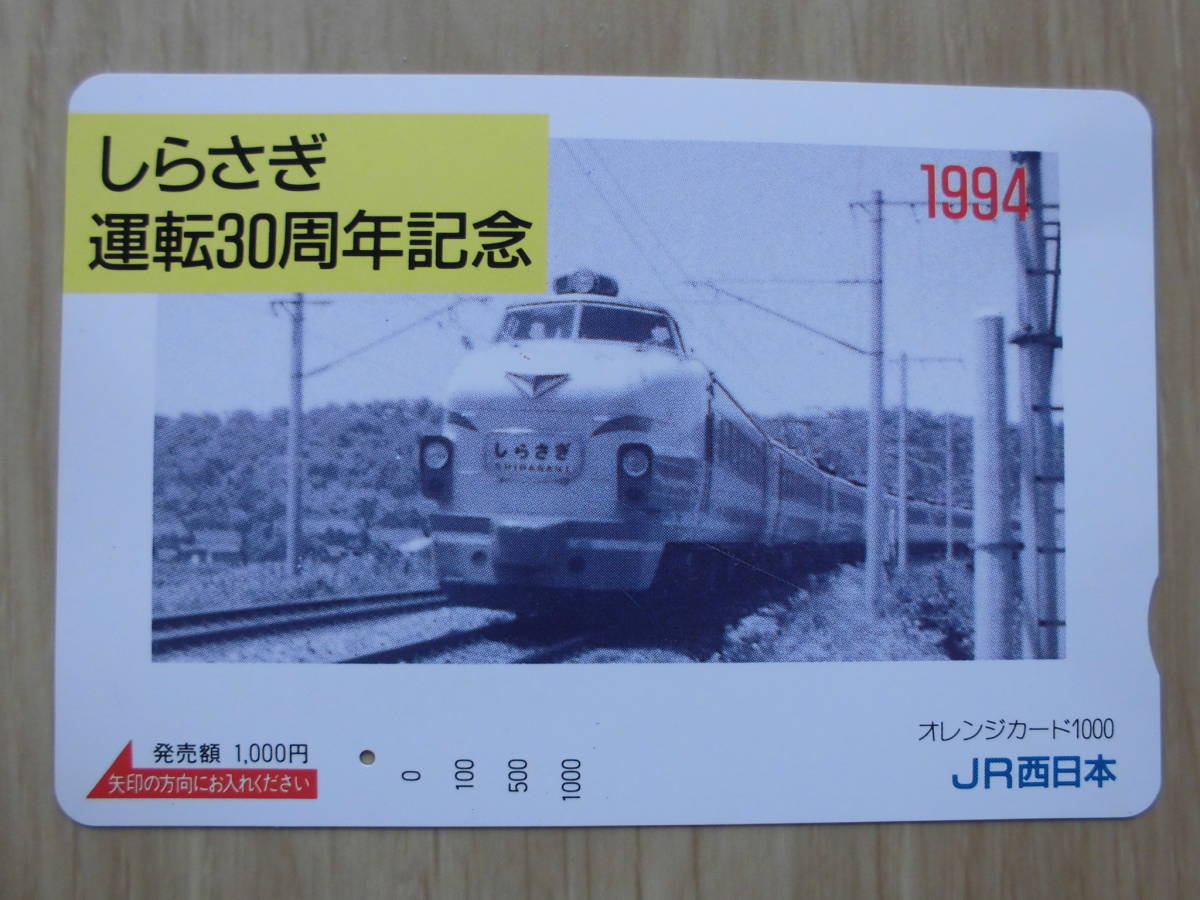 しらさぎ
運転30周年記念
1994
しらさぎ
SHIRASAGI
発売額 1,000円
矢印の方向にお入れください
0
100
500
1000
オレンジカード1000
JR西日本